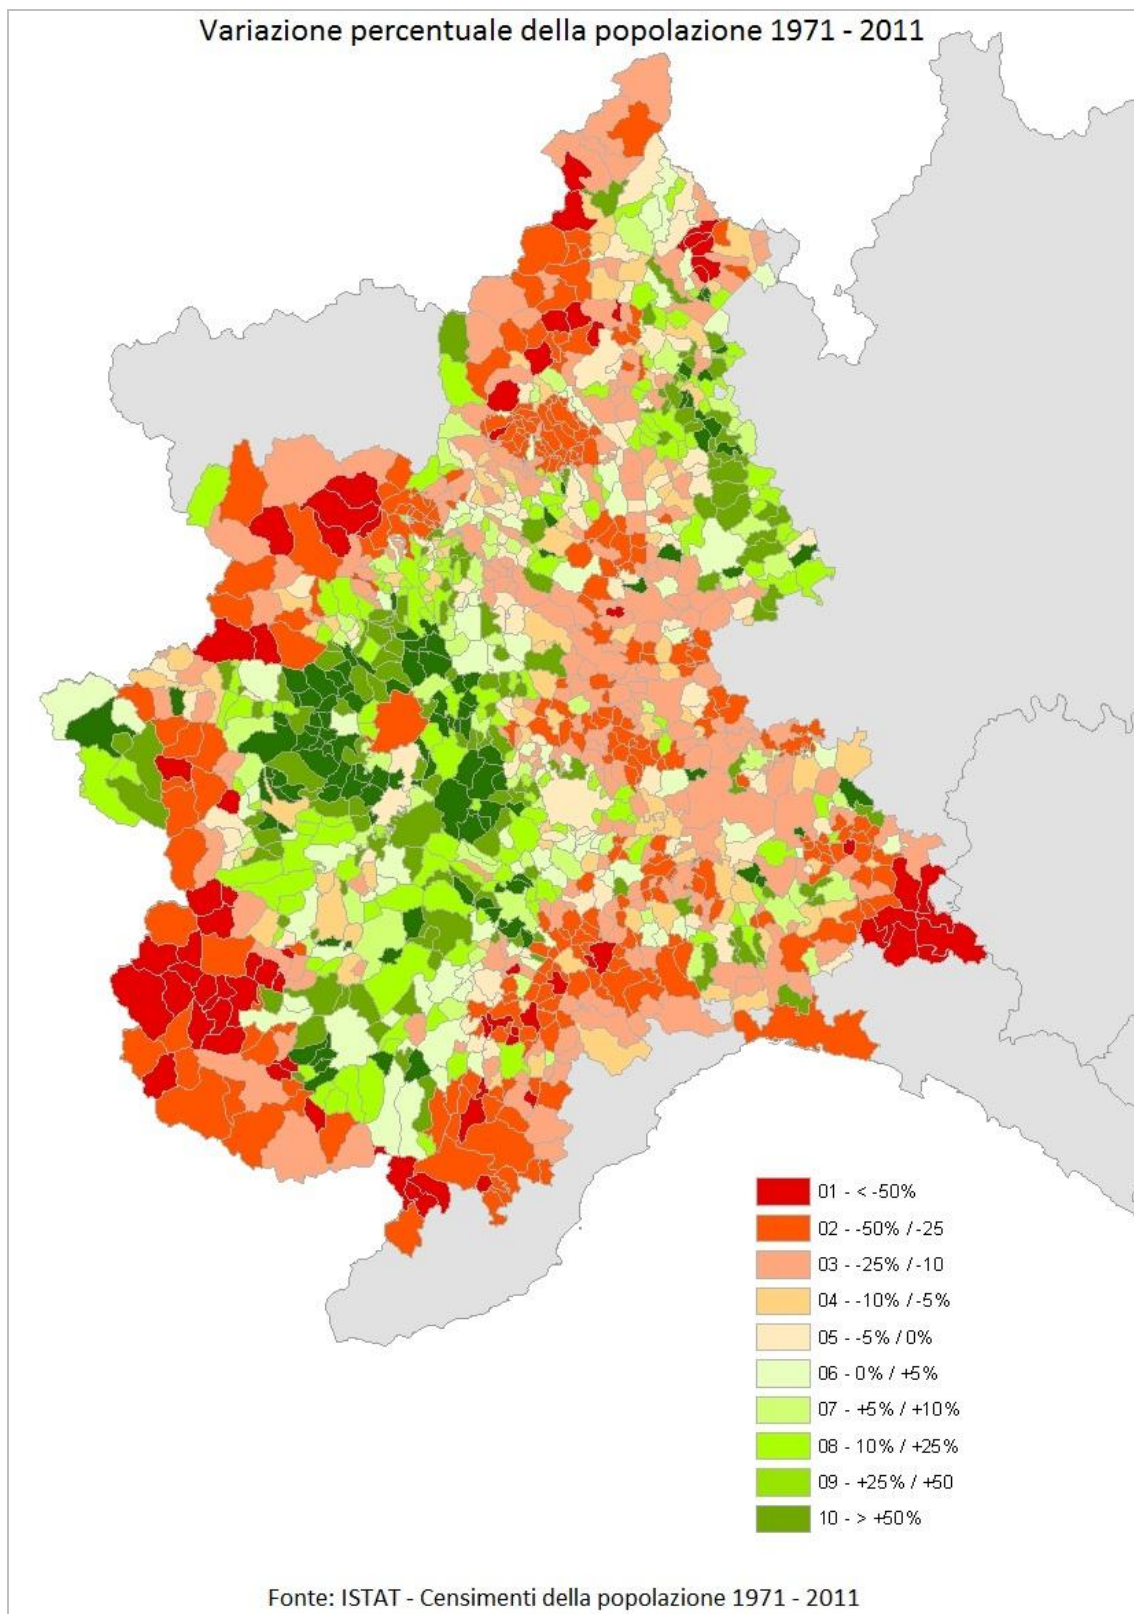 Variazione percentuale della popolazione 1971 - 2011
01 - < -50%
02 - -50% / -25
03 - -25% / -10
04 - -10% / -5%
05 - -5% / 0%
06 - 0% / +5%
07 - +5% / +10%
08 - 10% / +25%
09 - +25% / +50
10 - > +50%
Fonte: ISTAT - Censimenti della popolazione 1971 - 2011